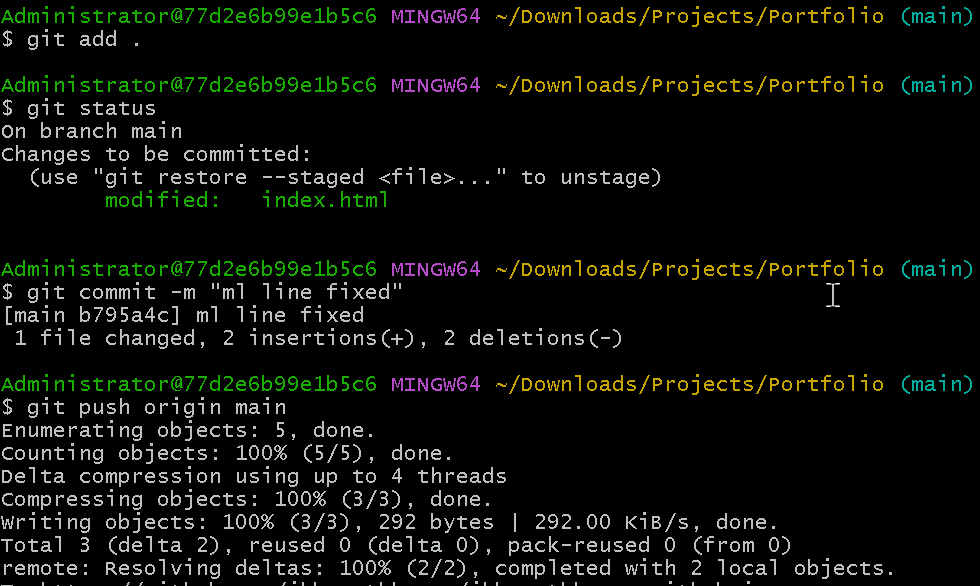 Administrator@77d2e6b99e1b5c6 MINGW64 ~/Downloads/Projects/Portfolio (main)
$ git add .
Administrator@77d2e6b99e1b5c6 MINGW64 ~/Downloads/Projects/Portfolio (main)
$ git status
On branch main
Changes to be committed:
  (use "git restore --staged <file>..." to unstage)
        modified:   index.html
Administrator@77d2e6b99e1b5c6 MINGW64 ~/Downloads/Projects/Portfolio (main)
$ git commit -m "ml line fixed"
[main b795a4c] ml line fixed
 1 file changed, 2 insertions(+), 2 deletions(-)
Administrator@77d2e6b99e1b5c6 MINGW64 ~/Downloads/Projects/Portfolio (main)
$ git push origin main
Enumerating objects: 5, done.
Counting objects: 100% (5/5), done.
Delta compression using up to 4 threads
Compressing objects: 100% (3/3), done.
Writing objects: 100% (3/3), 292 bytes | 292.00 KiB/s, done.
Total 3 (delta 2), reused 0 (delta 0), pack-reused 0 (from 0)
remote: Resolving deltas: 100% (2/2), completed with 2 local objects.